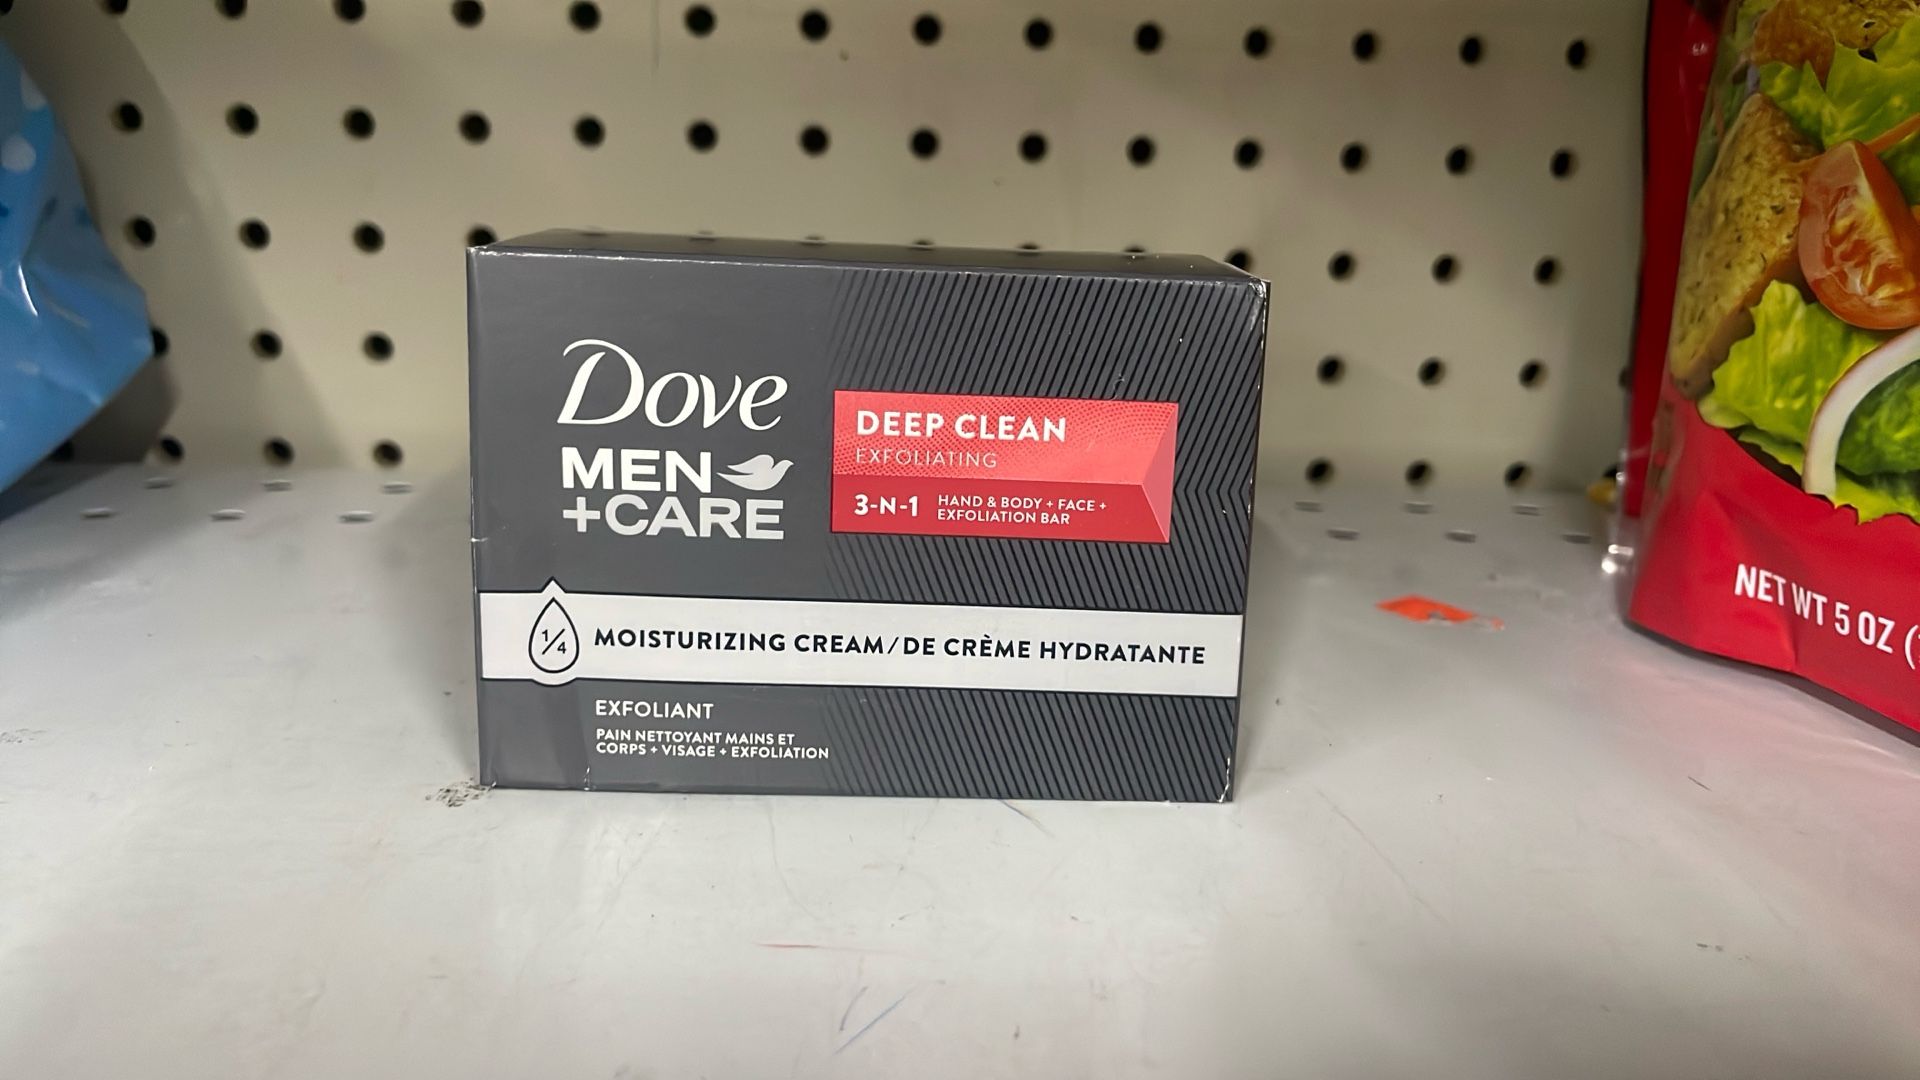 Dove
MEN
+CARE
DEEP CLEAN
EXFOLIATING
3-N-1 HAND & BODY + FACE +
EXFOLIATION BAR
1/4 MOISTURIZING CREAM/DE CRÈME HYDRATANTE
EXFOLIANT
PAIN NETTOYANT MAINS ET
CORPS + VISAGE + EXFOLIATION
NET WT 5 OZ (